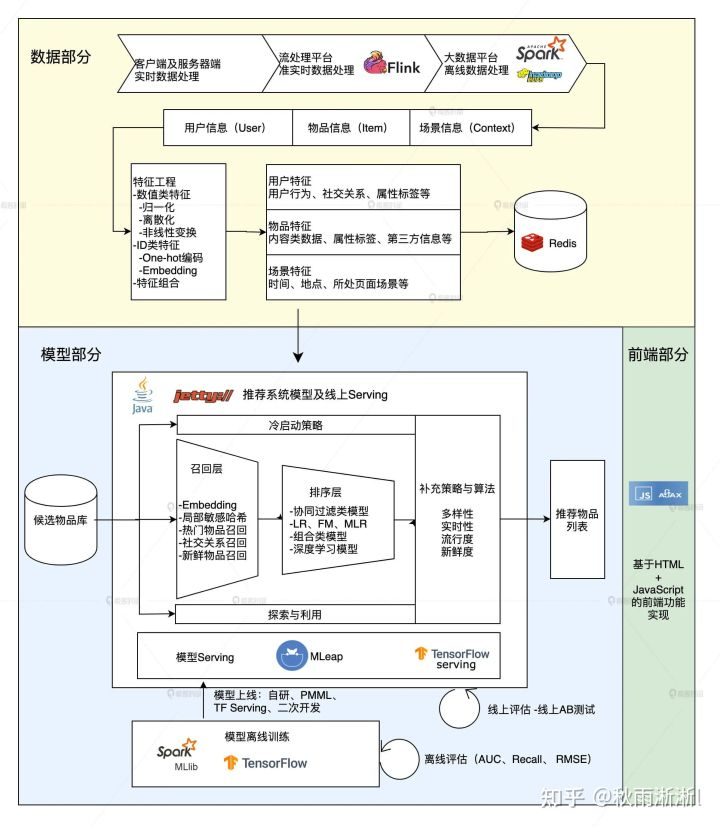 数据部分
客户端及服务器端
实时数据处理
流处理平台
准实时数据处理
Flink
大数据平台
离线数据处理
APACHE
Spark
hadoop
用户信息（User）
物品信息（Item）
场景信息（Context）
特征工程
-数值类特征
-归一化
-离散化
-非线性变换
-ID类特征
-One-hot编码
-Embedding
-特征组合
用户特征
用户行为、社交关系、属性标签等
物品特征
内容类数据、属性标签、第三方信息等
场景特征
时间、地点、所处页面场景等
Redis
模型部分
前端部分
Java
jetty://
推荐系统模型及线上Serving
冷启动策略
候选物品库
召回层
-Embedding
-局部敏感哈希
-热门物品召回
-社交关系召回
-新鲜物品召回
排序层
-协同过滤类模型
-LR、FM、MLR
-组合类模型
-深度学习模型
补充策略与算法
多样性
实时性
流行度
新鲜度
推荐物品
列表
JS
AJAX
基于HTML
+
JavaScript
的前端功能
实现
探索与利用
模型Serving
MLeap
TensorFlow
serving
模型上线：自研、PMML、
TF Serving、二次开发
线上评估 -线上AB测试
模型离线训练
Spark
MLlib
TensorFlow
离线评估（AUC、Recall、 RMSE）
知乎 @秋雨淅淅l